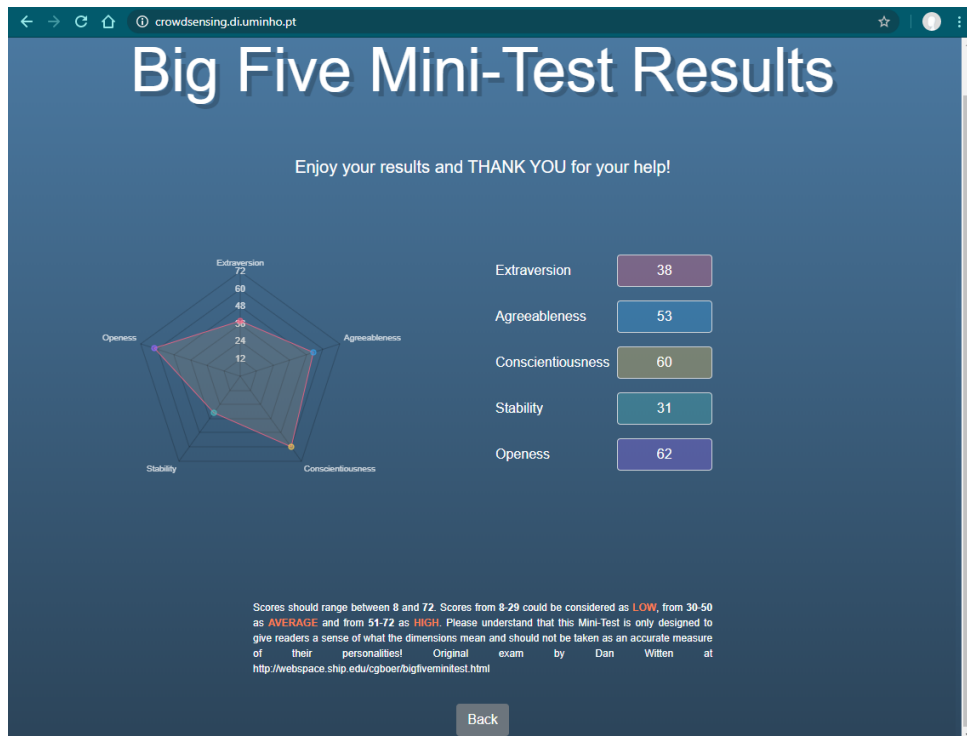 crowdsensing.di.uminho.pt
Big Five Mini-Test Results
Enjoy your results and THANK YOU for your help!
Extraversion
72
60
48
36
24
12
Openess
Agreeableness
Stability
Conscientiousness
Extraversion 38
Agreeableness 53
Conscientiousness 60
Stability 31
Openess 62
Scores should range between 8 and 72. Scores from 8-29 could be considered as LOW, from 30-50
as AVERAGE and from 51-72 as HIGH. Please understand that this Mini-Test is only designed to
give readers a sense of what the dimensions mean and should not be taken as an accurate measure
of their personalities! Original exam by Dan Witten at
http://webspace.ship.edu/cgboer/bigfiveminitest.html
Back